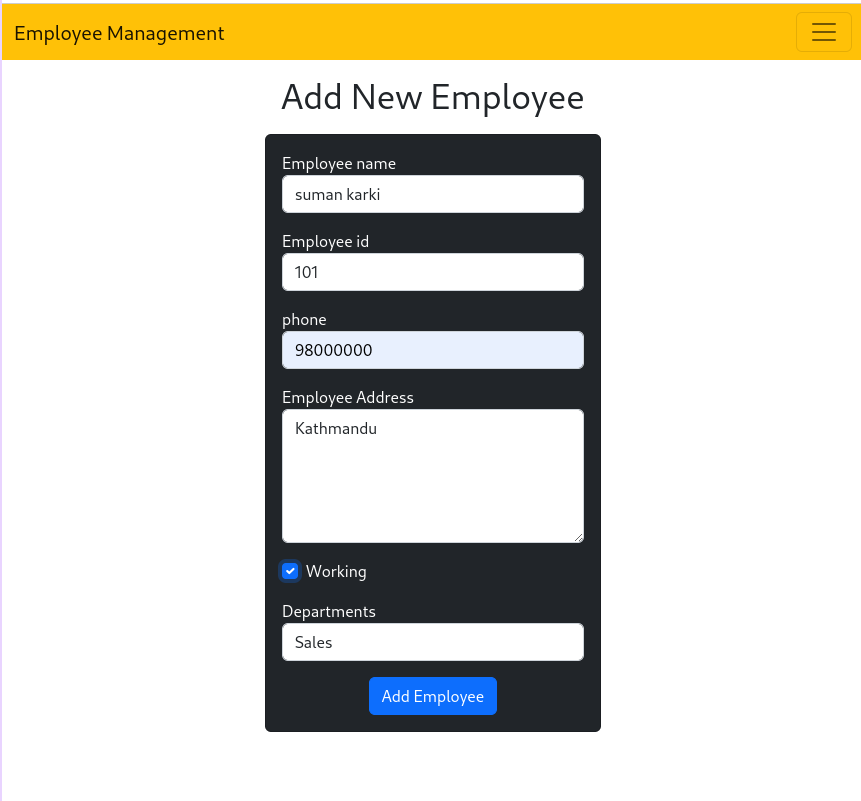 Employee Management
Add New Employee
Employee name
suman karki
Employee id
101
phone
98000000
Employee Address
Kathmandu
Working
Departments
Sales
Add Employee